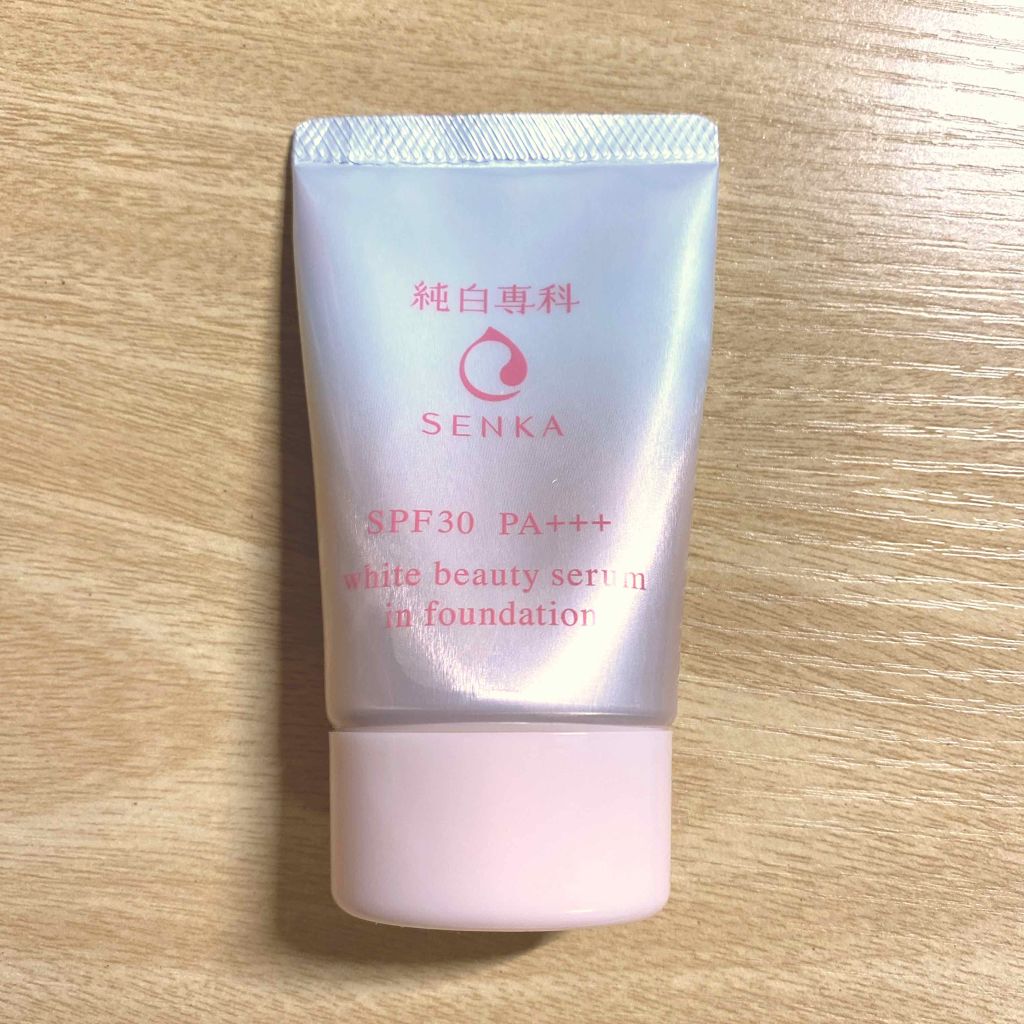 純白専科
SENKA
SPF30 PA+++
white beauty serum
in foundation